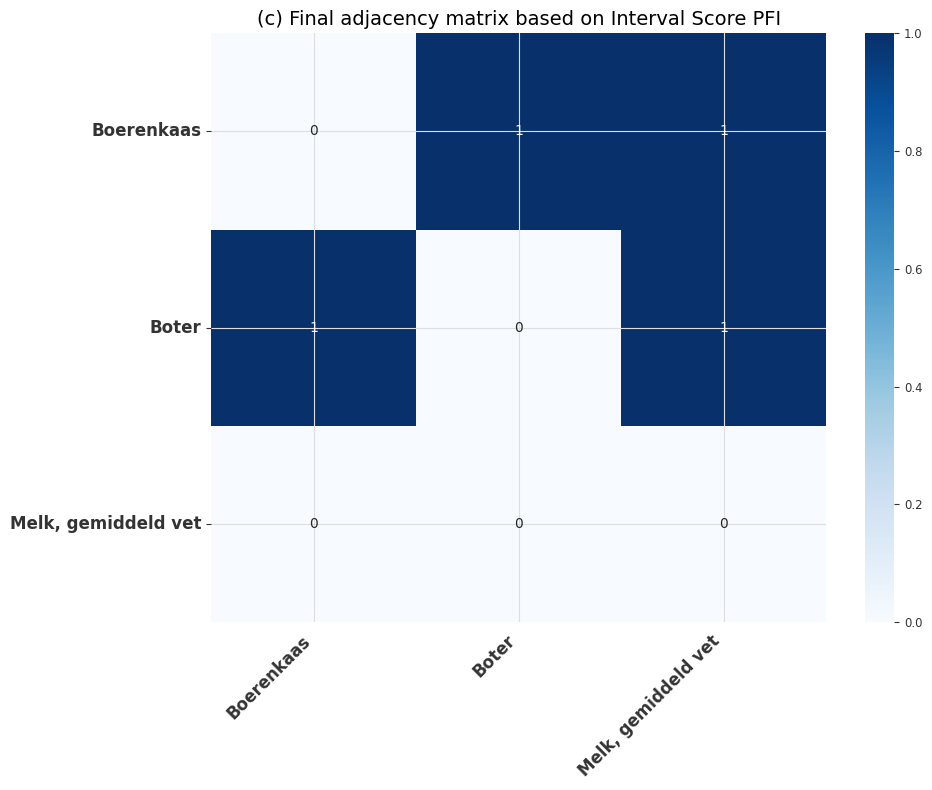 (c) Final adjacency matrix based on Interval Score PFI
1.0
Boerenkaas
0 1 1
0.8
0.6
Boter
1 0 1
0.4
0.2
Melk, gemiddeld vet
0 0 0
0.0
Boerenkaas
Boter
Melk, gemiddeld vet